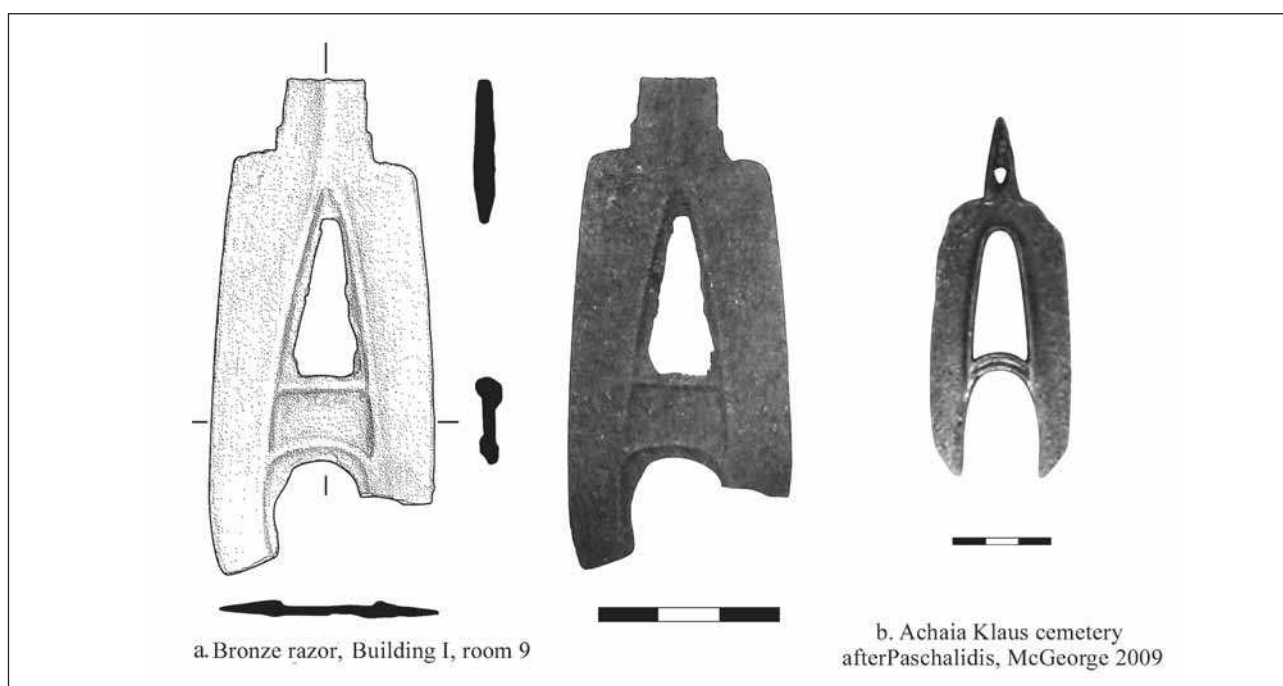 a. Bronze razor, Building I, room 9
b. Achaia Klaus cemetery
afterPaschalidis, McGeorge 2009